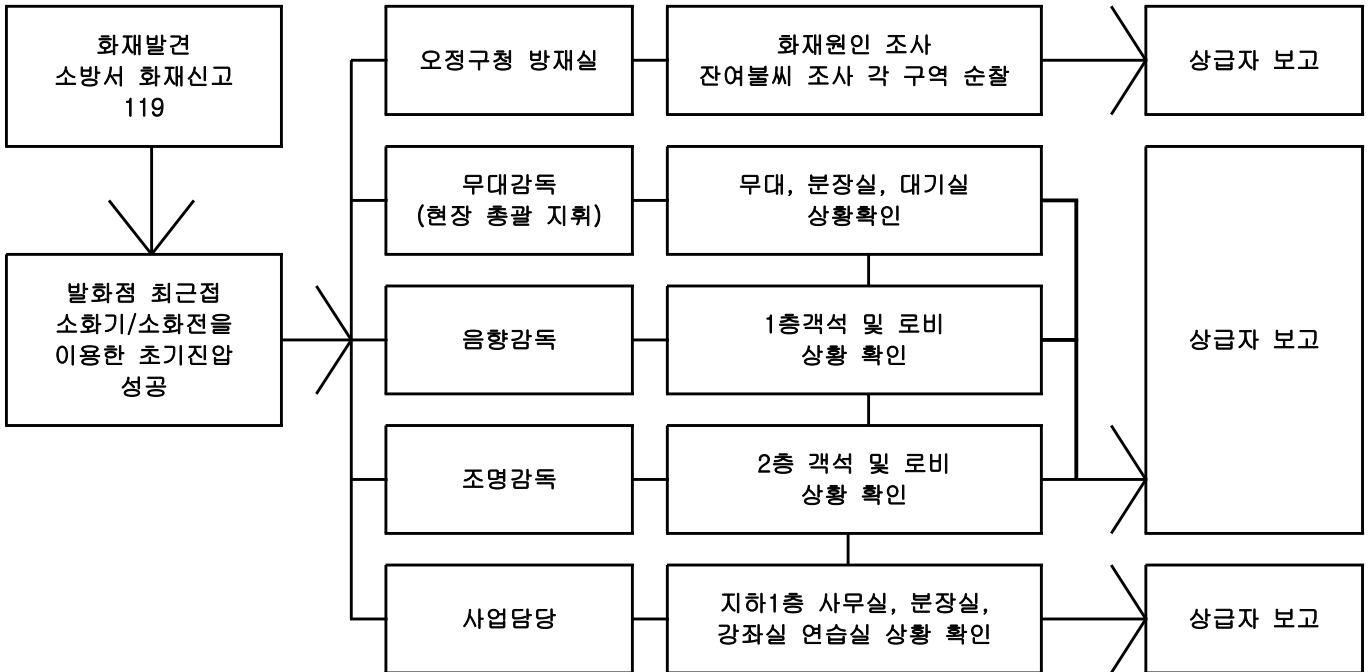 화재발견
소방서 화재신고
119
발화점 최근접
소화기/소화전을
이용한 초기진압
성공
오정구청 방재실
화재원인 조사
잔여불씨 조사 각 구역 순찰
상급자 보고
무대감독
(현장 총괄 지휘)
무대, 분장실, 대기실
상황확인
음향감독
1층객석 및 로비
상황 확인
상급자 보고
조명감독
2층 객석 및 로비
상황 확인
사업담당
지하1층 사무실, 분장실,
강좌실 연습실 상황 확인
상급자 보고